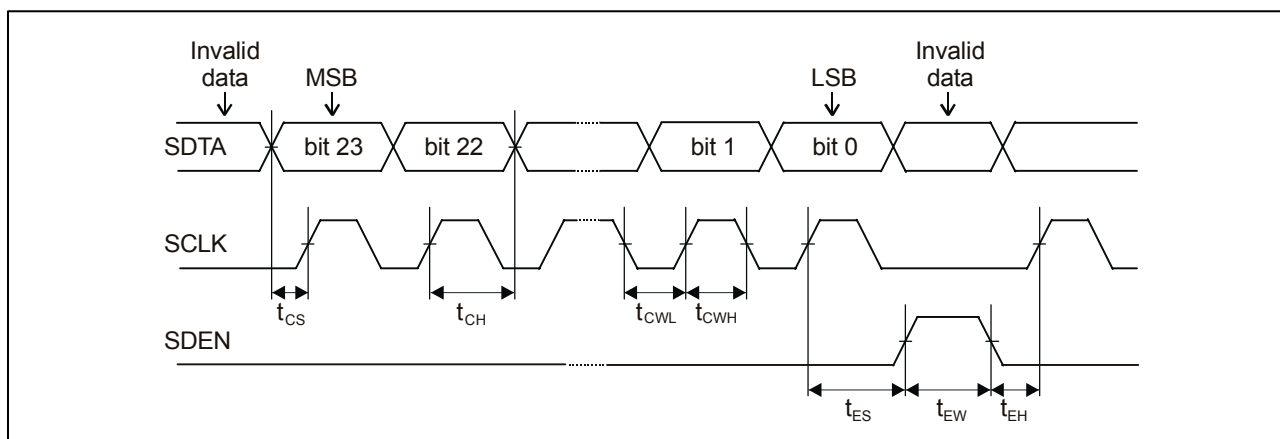 Invalid
data
MSB
LSB
Invalid
data
SDTA
bit 23
bit 22
bit 1
bit 0
SCLK
tCS
tCH
tCWL
tCWH
SDEN
tES
tEW
tEH